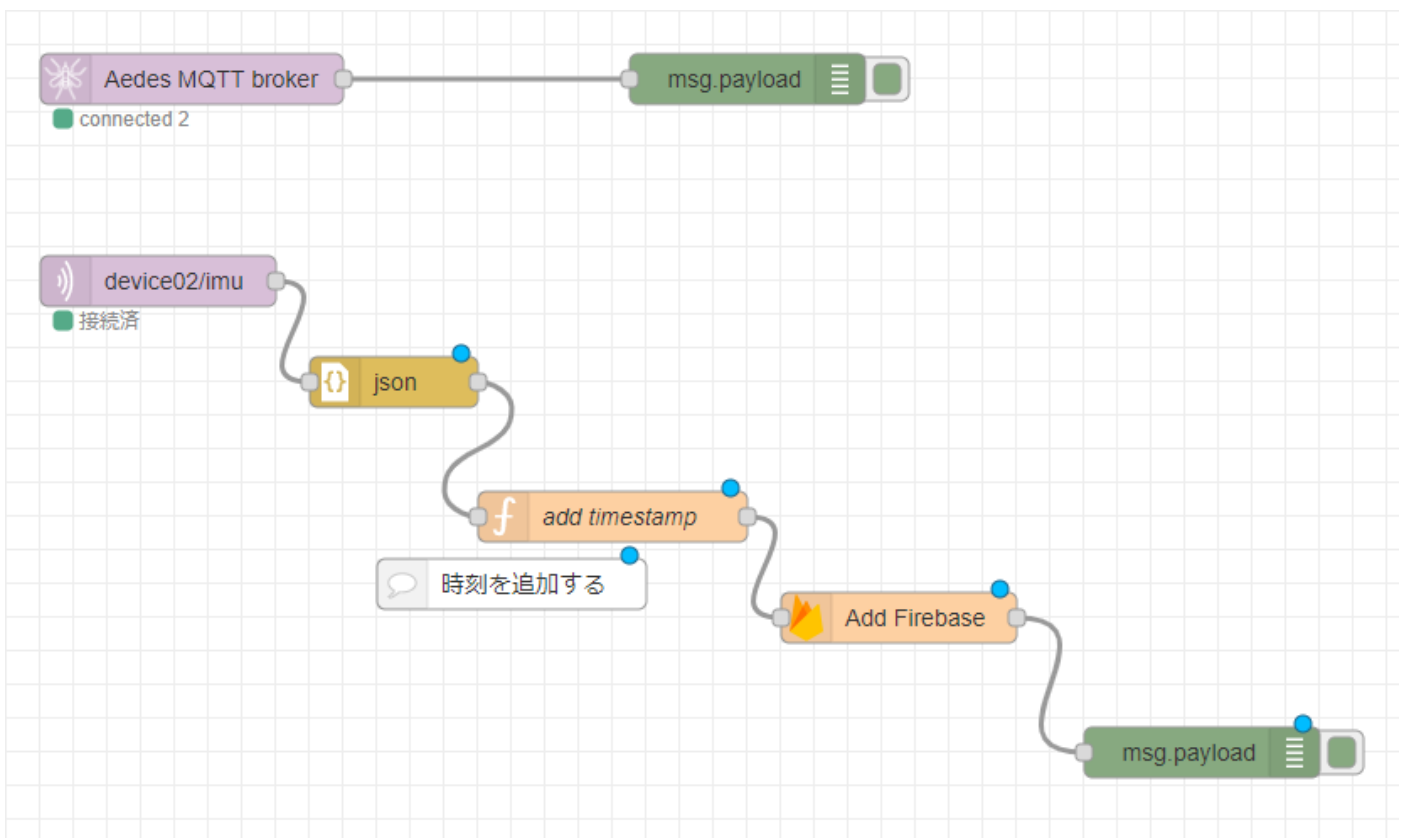 Aedes MQTT broker
msg.payload
connected 2
device02/imu
接続済
json
add timestamp
時刻を追加する
Add Firebase
msg.payload